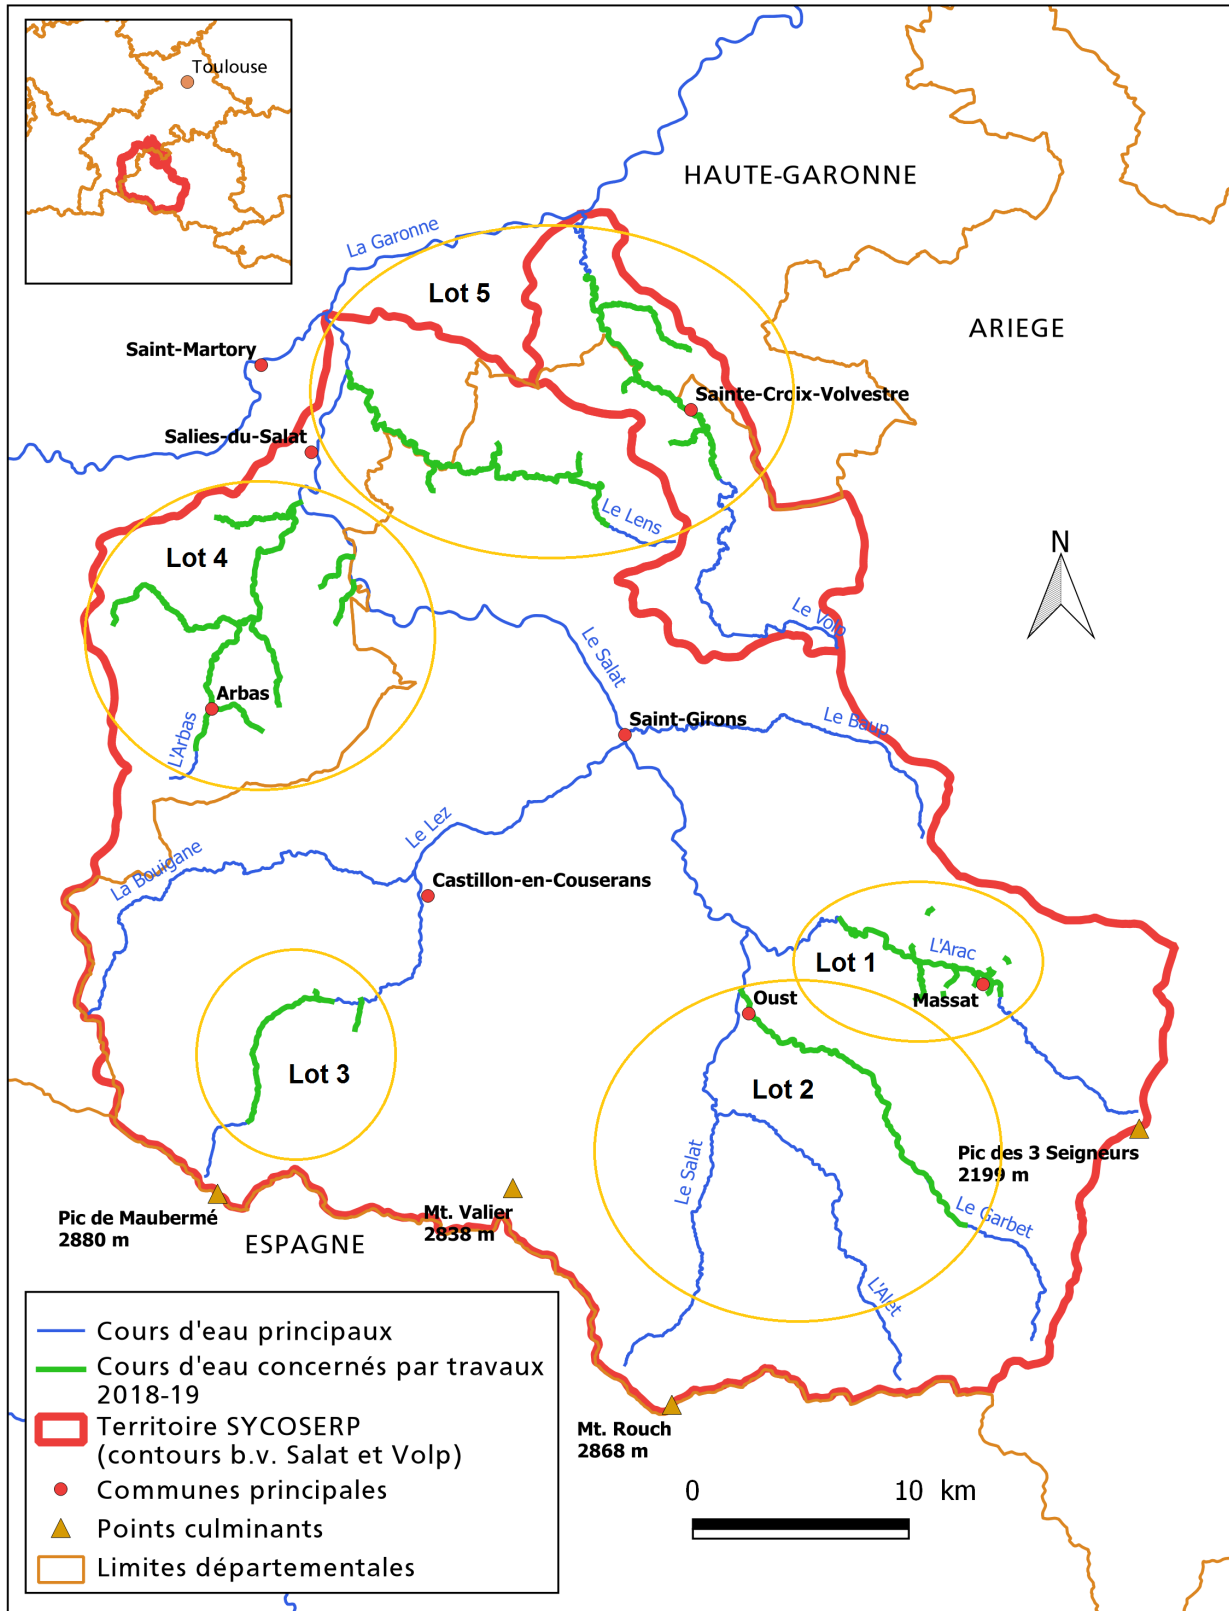 Toulouse
HAUTE-GARONNE
La Garonne
Lot 5
ARIEGE
Saint-Martory
Sainte-Croix-Volvestre
Salies-du-Salat
Le Lens
Lot 4
N
Le Volp
Le Salat
Arbas
L'Arbas
Saint-Girons
Le Baup
Le Lez
La Bouigane
Castillon-en-Couserans
L'Arac
Lot 1
Massat
Oust
Lot 3
Lot 2
Pic des 3 Seigneurs
2199 m
Le Salat
Le Garbet
Pic de Maubermé
2880 m
Mt. Valier
2838 m
ESPAGNE
L'Alet
Cours d'eau principaux
Cours d'eau concernés par travaux
2018-19
Territoire SYCOSERP
(contours b.v. Salat et Volp)
Communes principales
Points culminants
Limites départementales
Mt. Rouch
2868 m
0 10 km